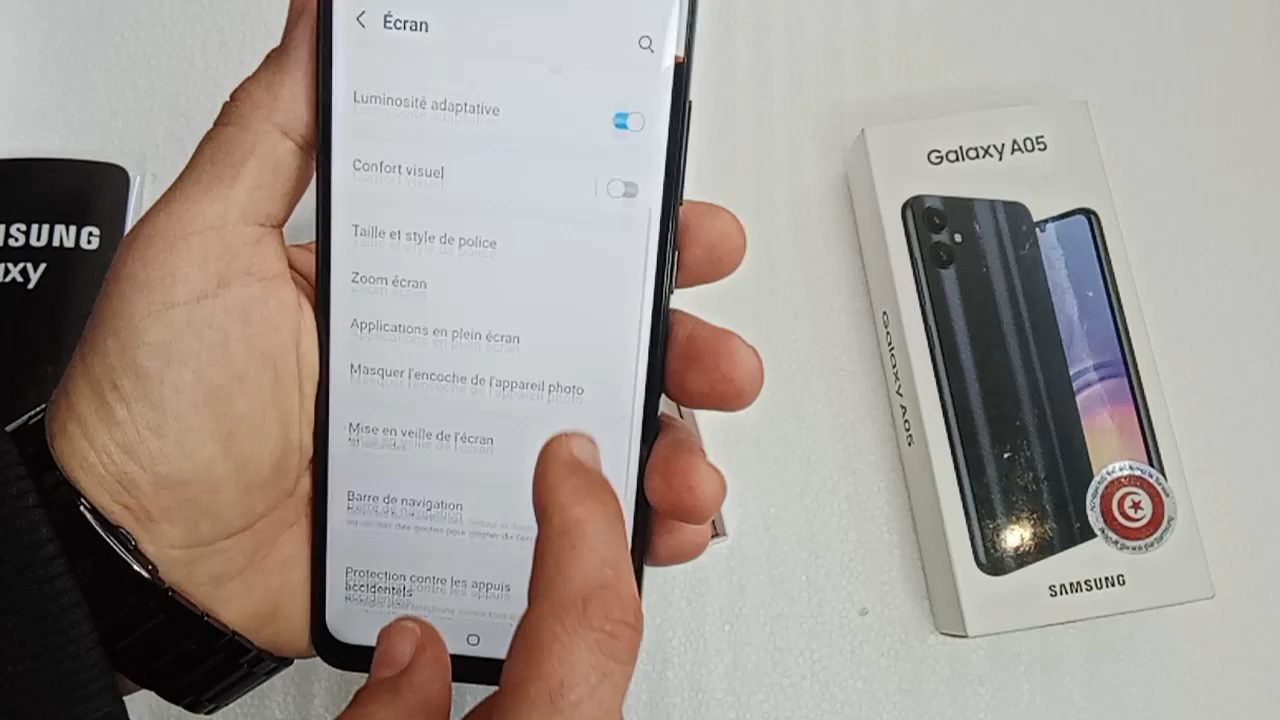 Écran
Luminosité adaptative
Confort visuel
Taille et style de police
Zoom écran
Applications en plein écran
Masquer l'encoche de l'appareil photo
Mise en veille de l'écran
Barre de navigation
Protection contre les appuis
accidentels
SUNG
xy
Galaxy A05
Galaxy A05
SAMSUNG